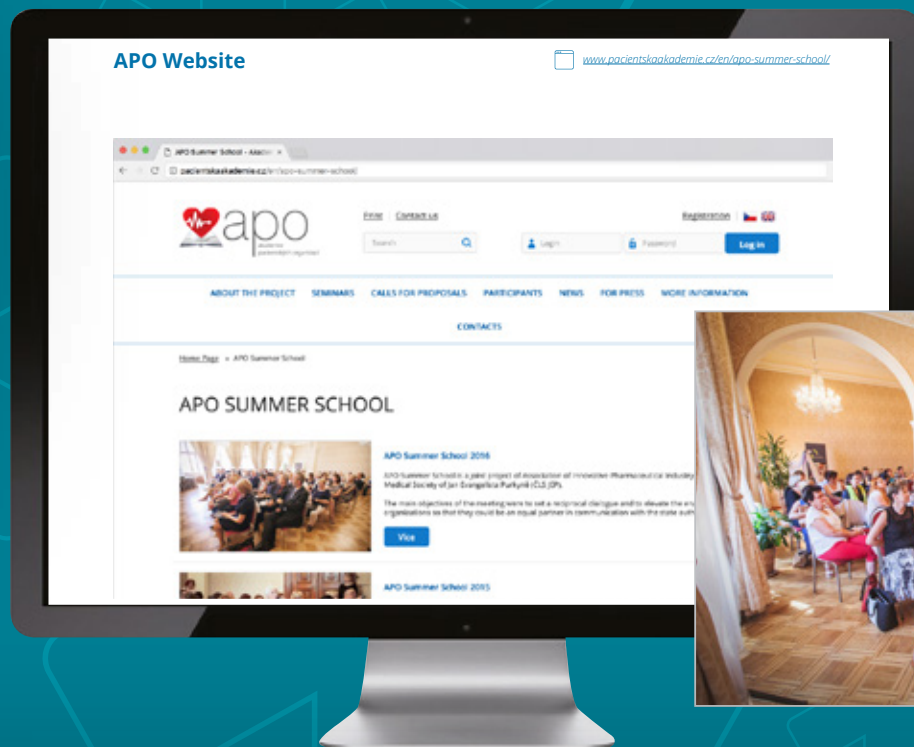 APO Website
www.pacientskaakademie.cz/en/apo-summer-school/
APO Summer School - Akade
pacientskaakademie.cz/en/apo-summer-school/
apo
Print Contact us
Registration
Search
Login
Password
Log in
ABOUT THE PROJECT SEMINARS CALLS FOR PROPOSALS PARTICIPANTS NEWS FOR PRESS MORE INFORMATION
CONTACTS
Home Page » APO Summer School
APO SUMMER SCHOOL
APO Summer School 2016
APO Summer School is a joint project of Association of Innovative Pharmaceutical Industry
Medical Society of Jan Evangelista Purkyně (ČLS JEP).
The main objectives of the meeting were to set a reciprocal dialogue and to elevate the
organizations so that they could be an equal partner in communication with the state
Více
APO Summer School 2015